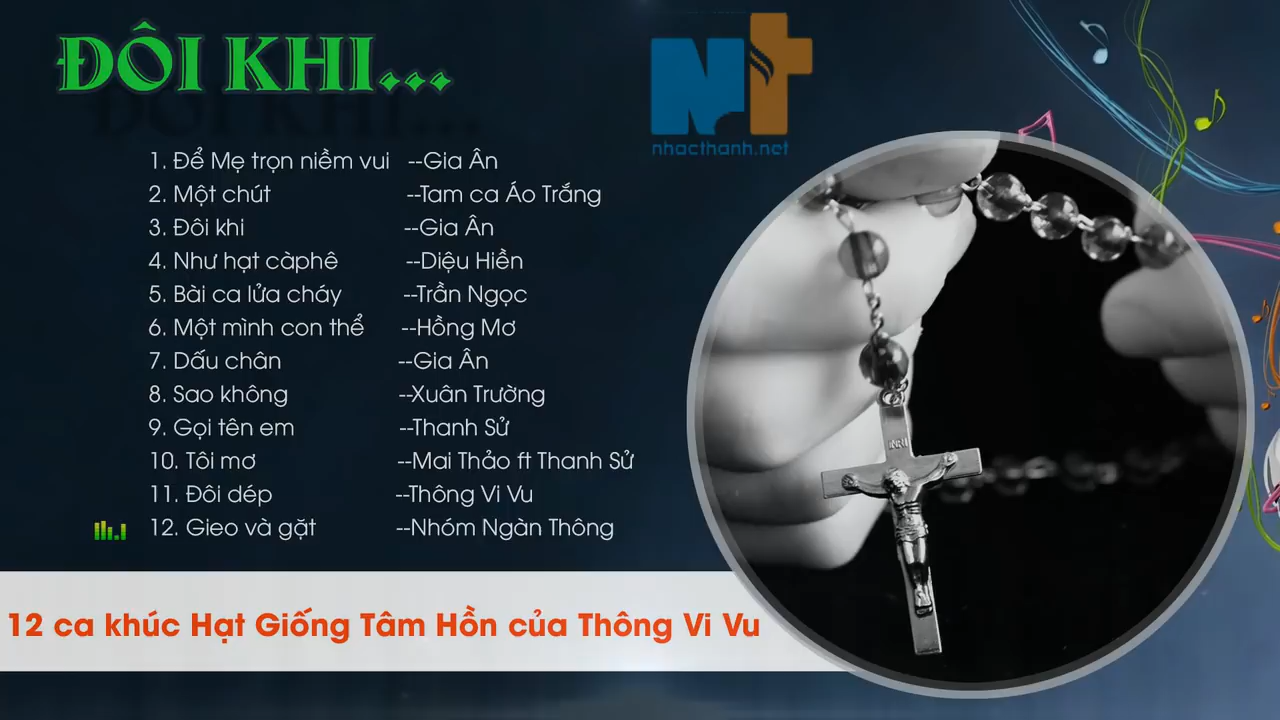 ĐÔI KHI...
nhacthanh.net
1. Để Mẹ trọn niềm vui --Gia Ân
2. Một chút --Tam ca Áo Trắng
3. Đôi khi --Gia Ân
4. Như hạt càphê --Diệu Hiền
5. Bài ca lửa cháy --Trần Ngọc
6. Một mình con thể --Hồng Mơ
7. Dấu chân --Gia Ân
8. Sao không --Xuân Trường
9. Gọi tên em --Thanh Sử
10. Tôi mơ --Mai Thảo ft Thanh Sử
11. Đôi dép --Thông Vi Vu
12. Gieo và gặt --Nhóm Ngàn Thông
12 ca khúc Hạt Giống Tâm Hồn của Thông Vi Vu